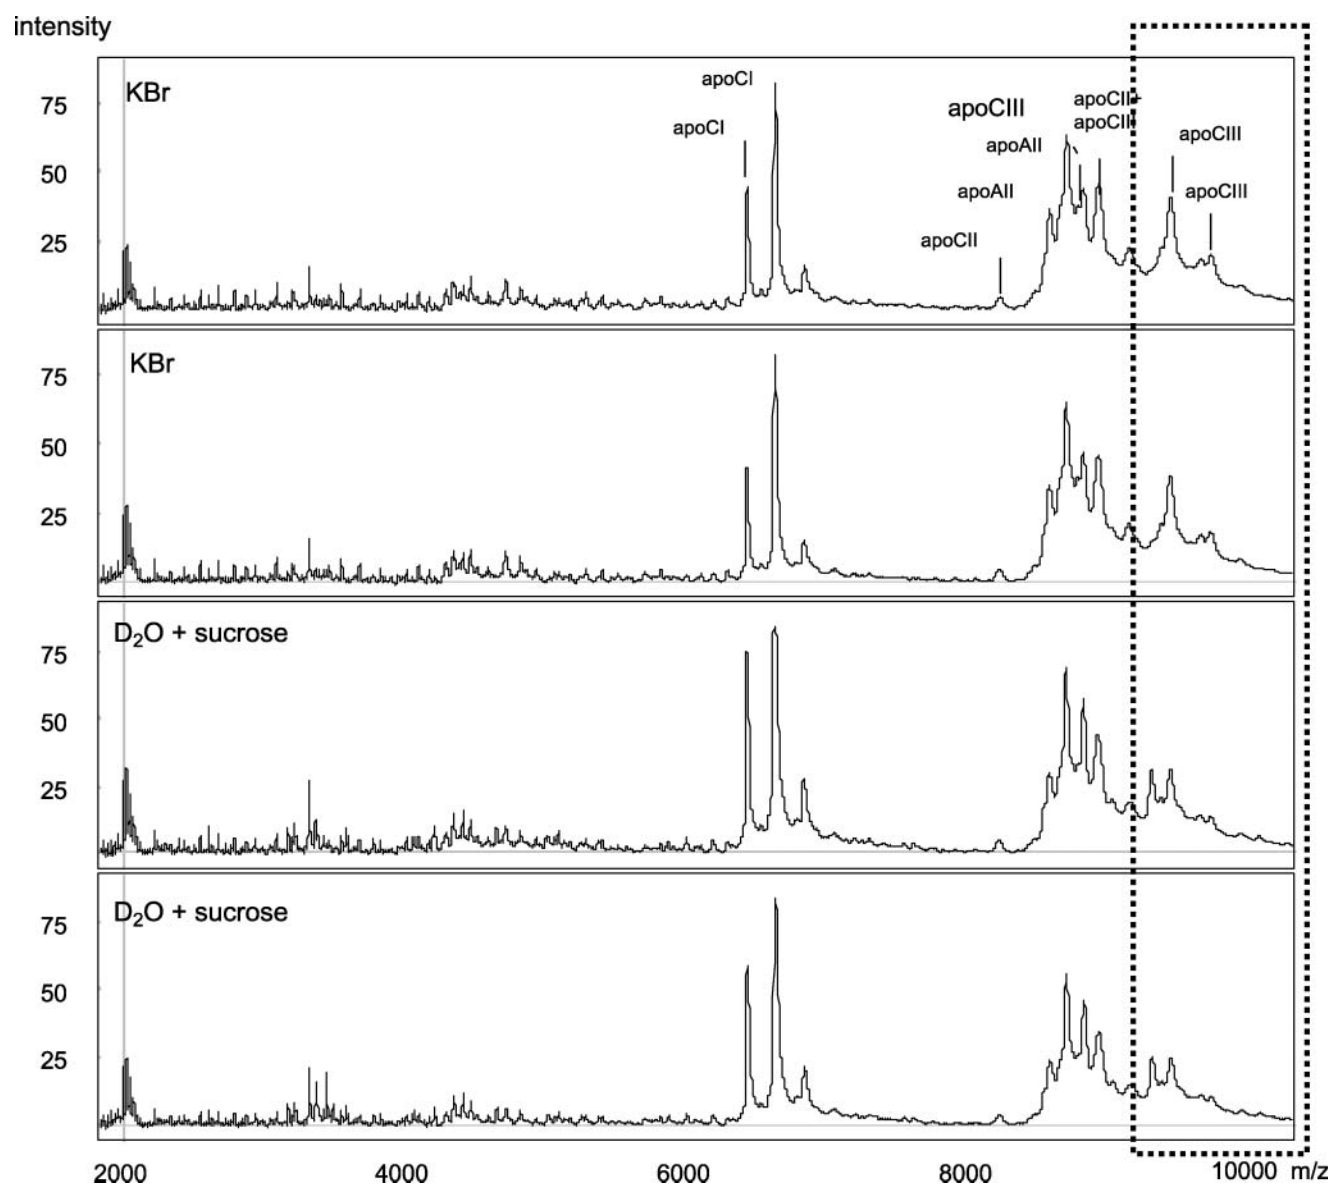 intensity
KBr
75
50
25
apoCI
apoCI
apoCIII
apoAII
apoAII
apoCII
apoCII+
apoCIII
apoCIII
apoCIII
KBr
75
50
25
D₂O + sucrose
75
50
25
D₂O + sucrose
75
50
25
2000 4000 6000 8000 10000 m/z